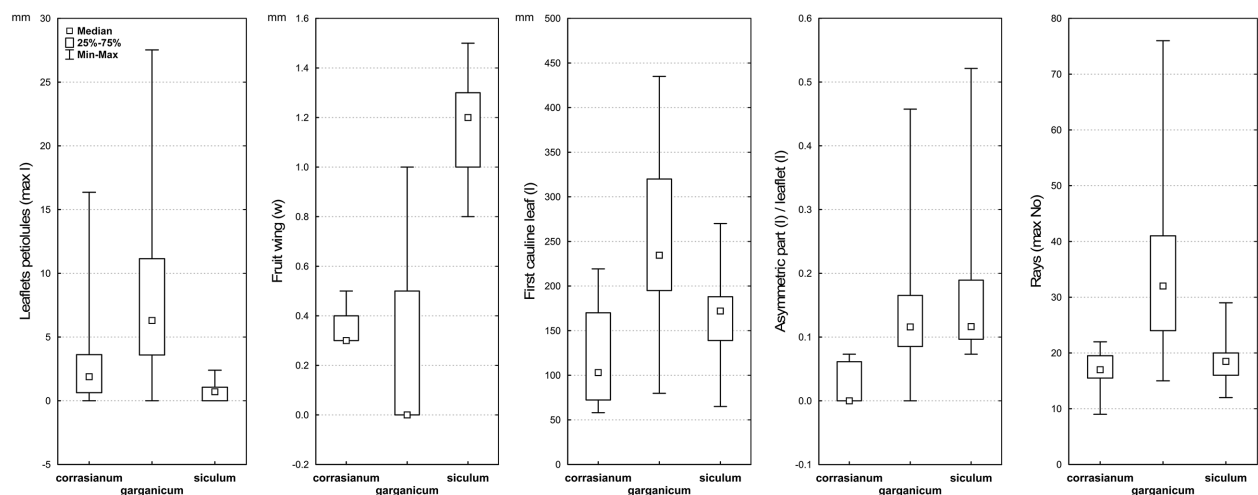 mm
30
25
20
15
10
5
0
-5
Leaflets petiolules (max l)
Median
25%-75%
Min-Max
corrasianum
garganicum
siculum
mm
1.6
1.4
1.2
1.0
0.8
0.6
0.4
0.2
0.0
-0.2
Fruit wing (w)
corrasianum
garganicum
siculum
mm
500
450
400
350
300
250
200
150
100
50
0
First cauline leaf (l)
corrasianum
garganicum
siculum
0.6
0.5
0.4
0.3
0.2
0.1
0.0
-0.1
Asymmetric part (l) / leaflet (l)
corrasianum
garganicum
siculum
80
70
60
50
40
30
20
10
0
Rays (max No)
corrasianum
garganicum
siculum